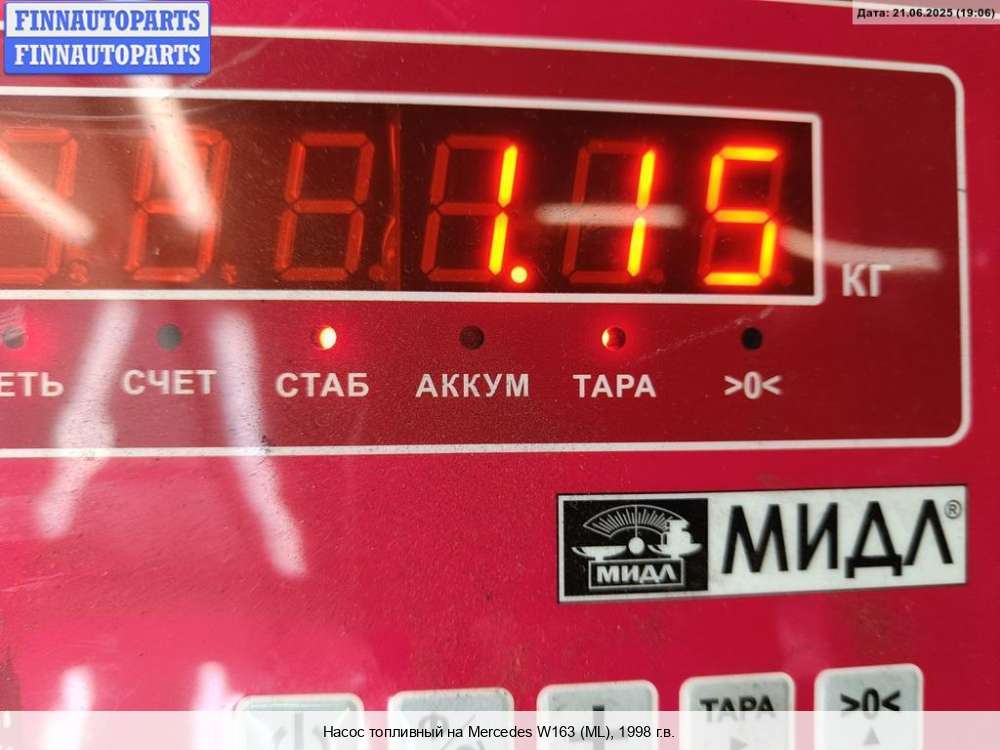 FINNAUTOPARTS
FINNAUTOPARTS
Дата: 21.06.2025 (19:06)
1.15
КГ
ЕТЬ СЧЕТ СТАБ АККУМ ТАРА >0<
МИДЛ МИДЛ®
ТАРА >0<
Насос топливный на Mercedes W163 (ML), 1998 г.в.